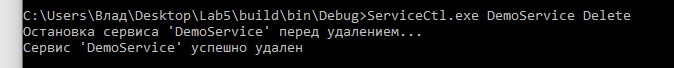 C:\Users\Влад\Desktop\Lab5\build\bin\Debug>ServiceCtl.exe DemoService Delete
Остановка сервиса 'DemoService' перед удалением...
Сервис 'DemoService' успешно удален